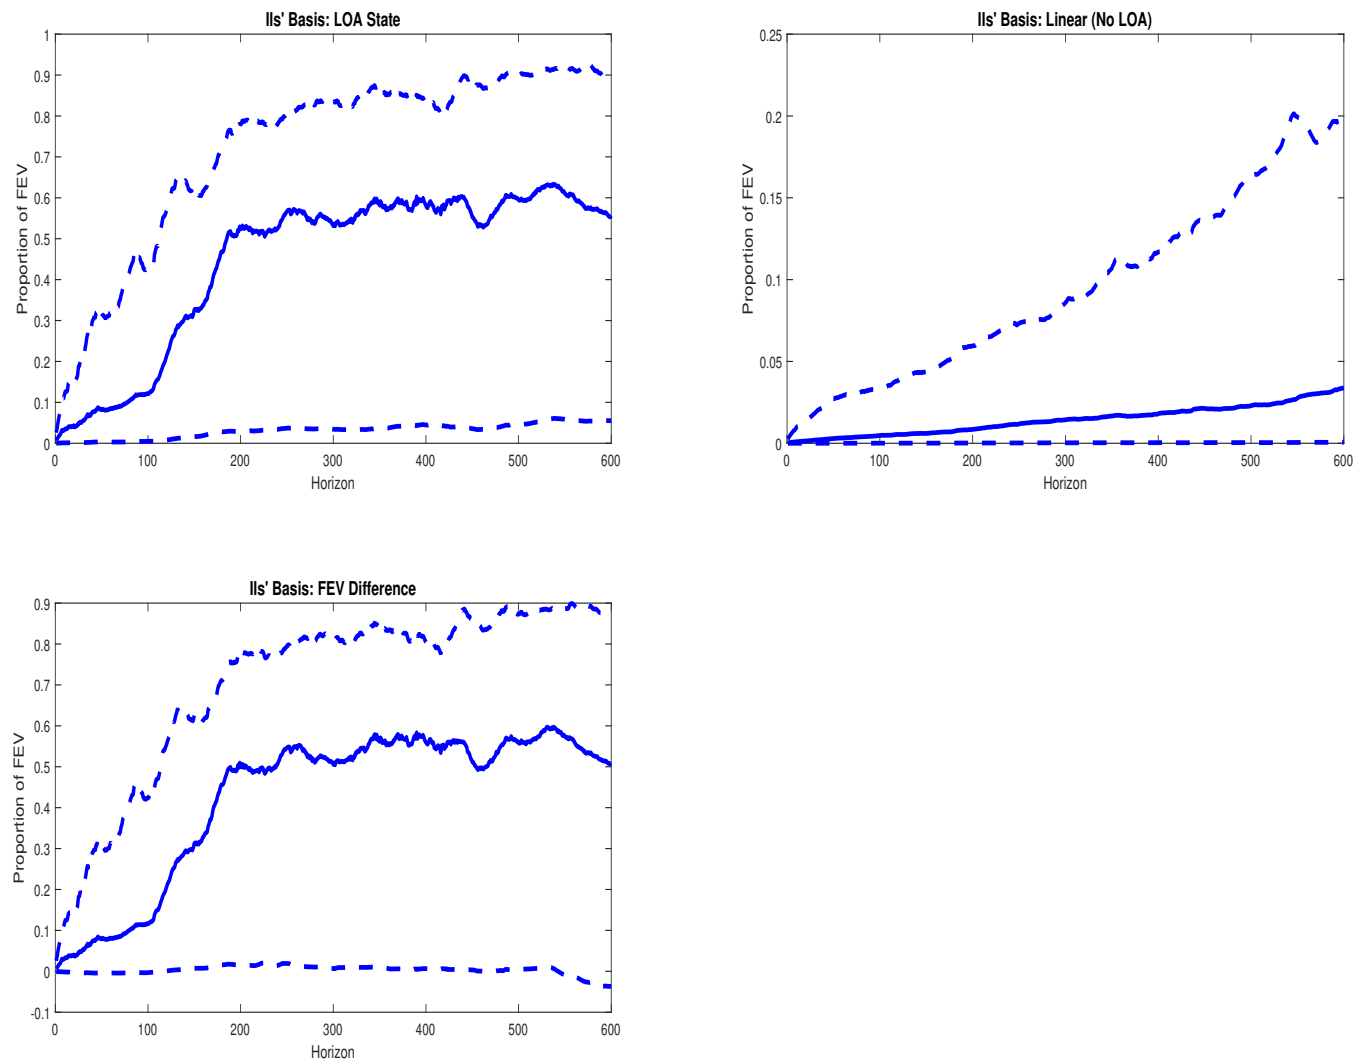 IIs' Basis: LOA State
1
0.9
0.8
0.7
0.6
0.5
0.4
0.3
0.2
0.1
0
Proportion of FEV
0 100 200 300 400 500 600
Horizon
IIs' Basis: Linear (No LOA)
0.25
0.2
0.15
0.1
0.05
0
Proportion of FEV
0 100 200 300 400 500 600
Horizon
IIs' Basis: FEV Difference
0.9
0.8
0.7
0.6
0.5
0.4
0.3
0.2
0.1
0
-0.1
Proportion of FEV
0 100 200 300 400 500 600
Horizon